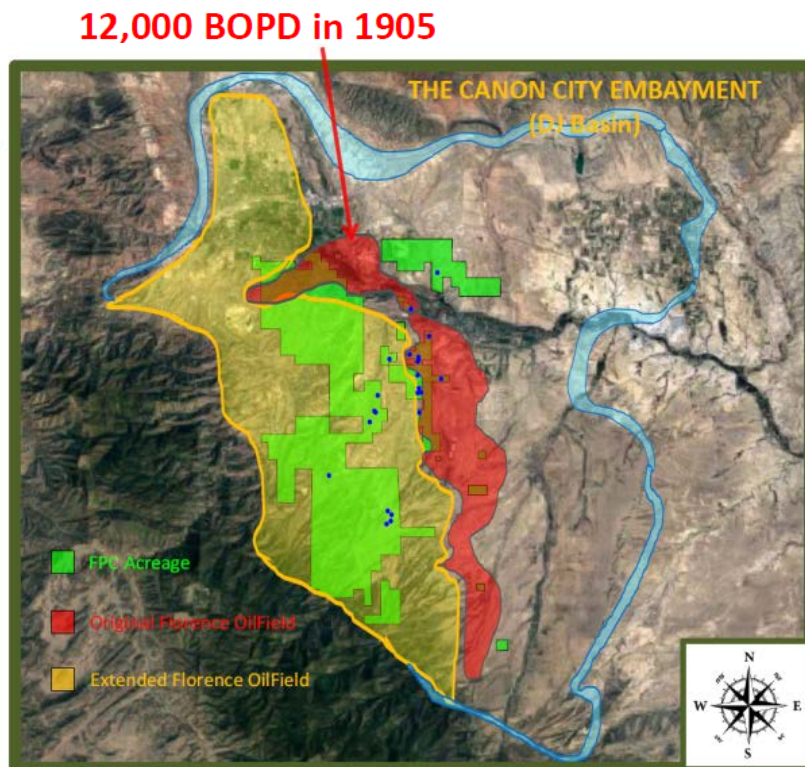 12,000 BOPD in 1905
THE CANON CITY EMBAYMENT
(DJ Basin)
FPC Acreage
Original Florence OilField
Extended Florence OilField
N
W
E
S